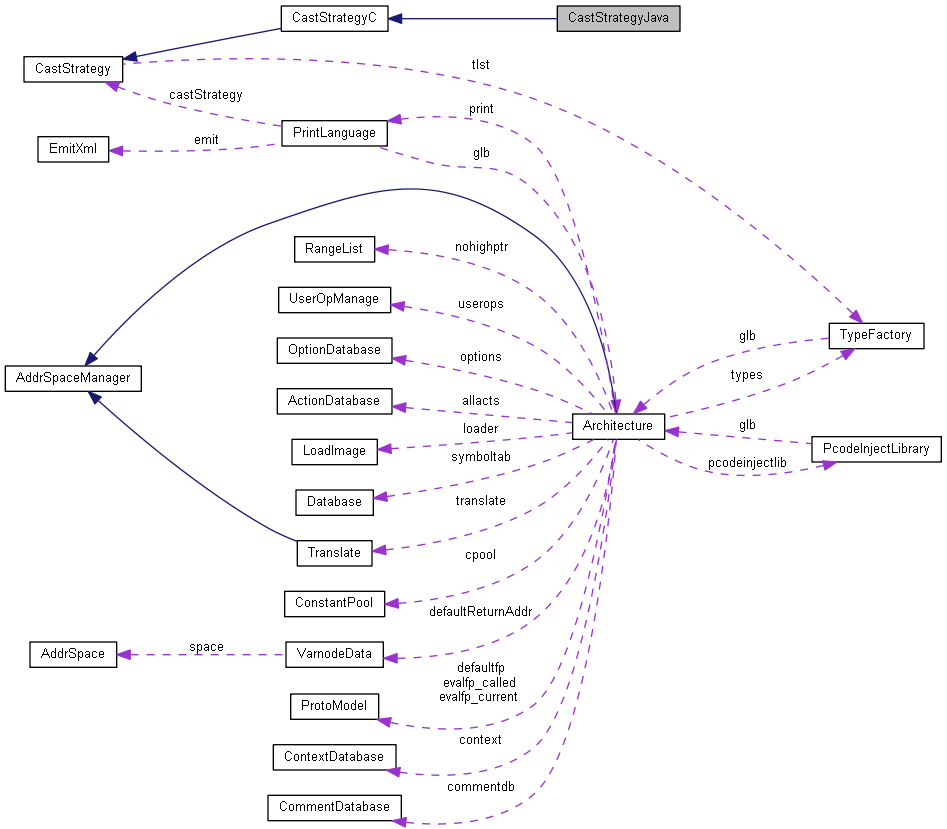 CastStrategyC
CastStrategyJava
CastStrategy
tlst
castStrategy
print
PrintLanguage
EmitXml
emit
glb
RangeList
nohighptr
UserOpManage
userops
TypeFactory
glb
OptionDatabase
options
AddrSpaceManager
types
ActionDatabase
allacts
Architecture
glb
loader
LoadImage
PcodeInjectLibrary
symboltab
pcodeinjectlib
Database
translate
Translate
cpool
ConstantPool
defaultReturnAddr
AddrSpace
space
VarnodeData
defaultfp
evalfp_called
evalfp_current
ProtoModel
context
ContextDatabase
commentdb
CommentDatabase